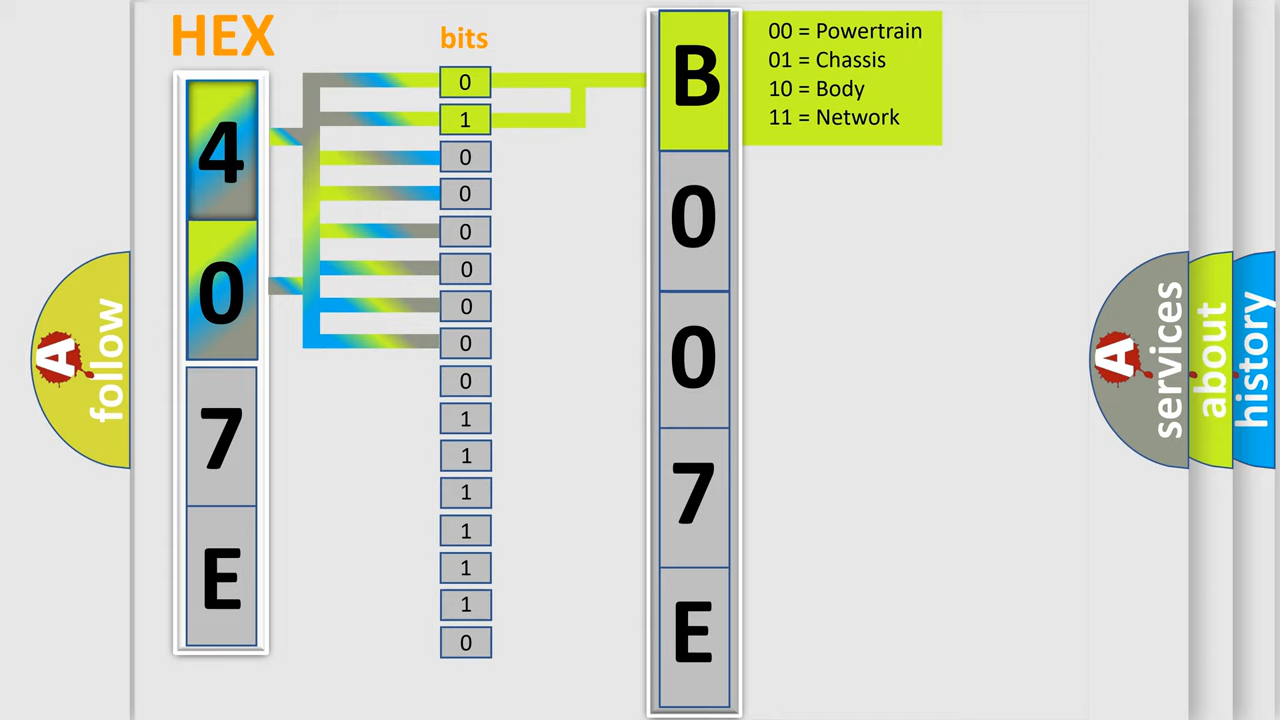 HEX
bits
4
0
7
E
0
1
0
0
0
0
0
0
0
1
1
1
1
1
1
0
B
0
0
7
E
00 = Powertrain
01 = Chassis
10 = Body
11 = Network
A
follow
A
services
about
history